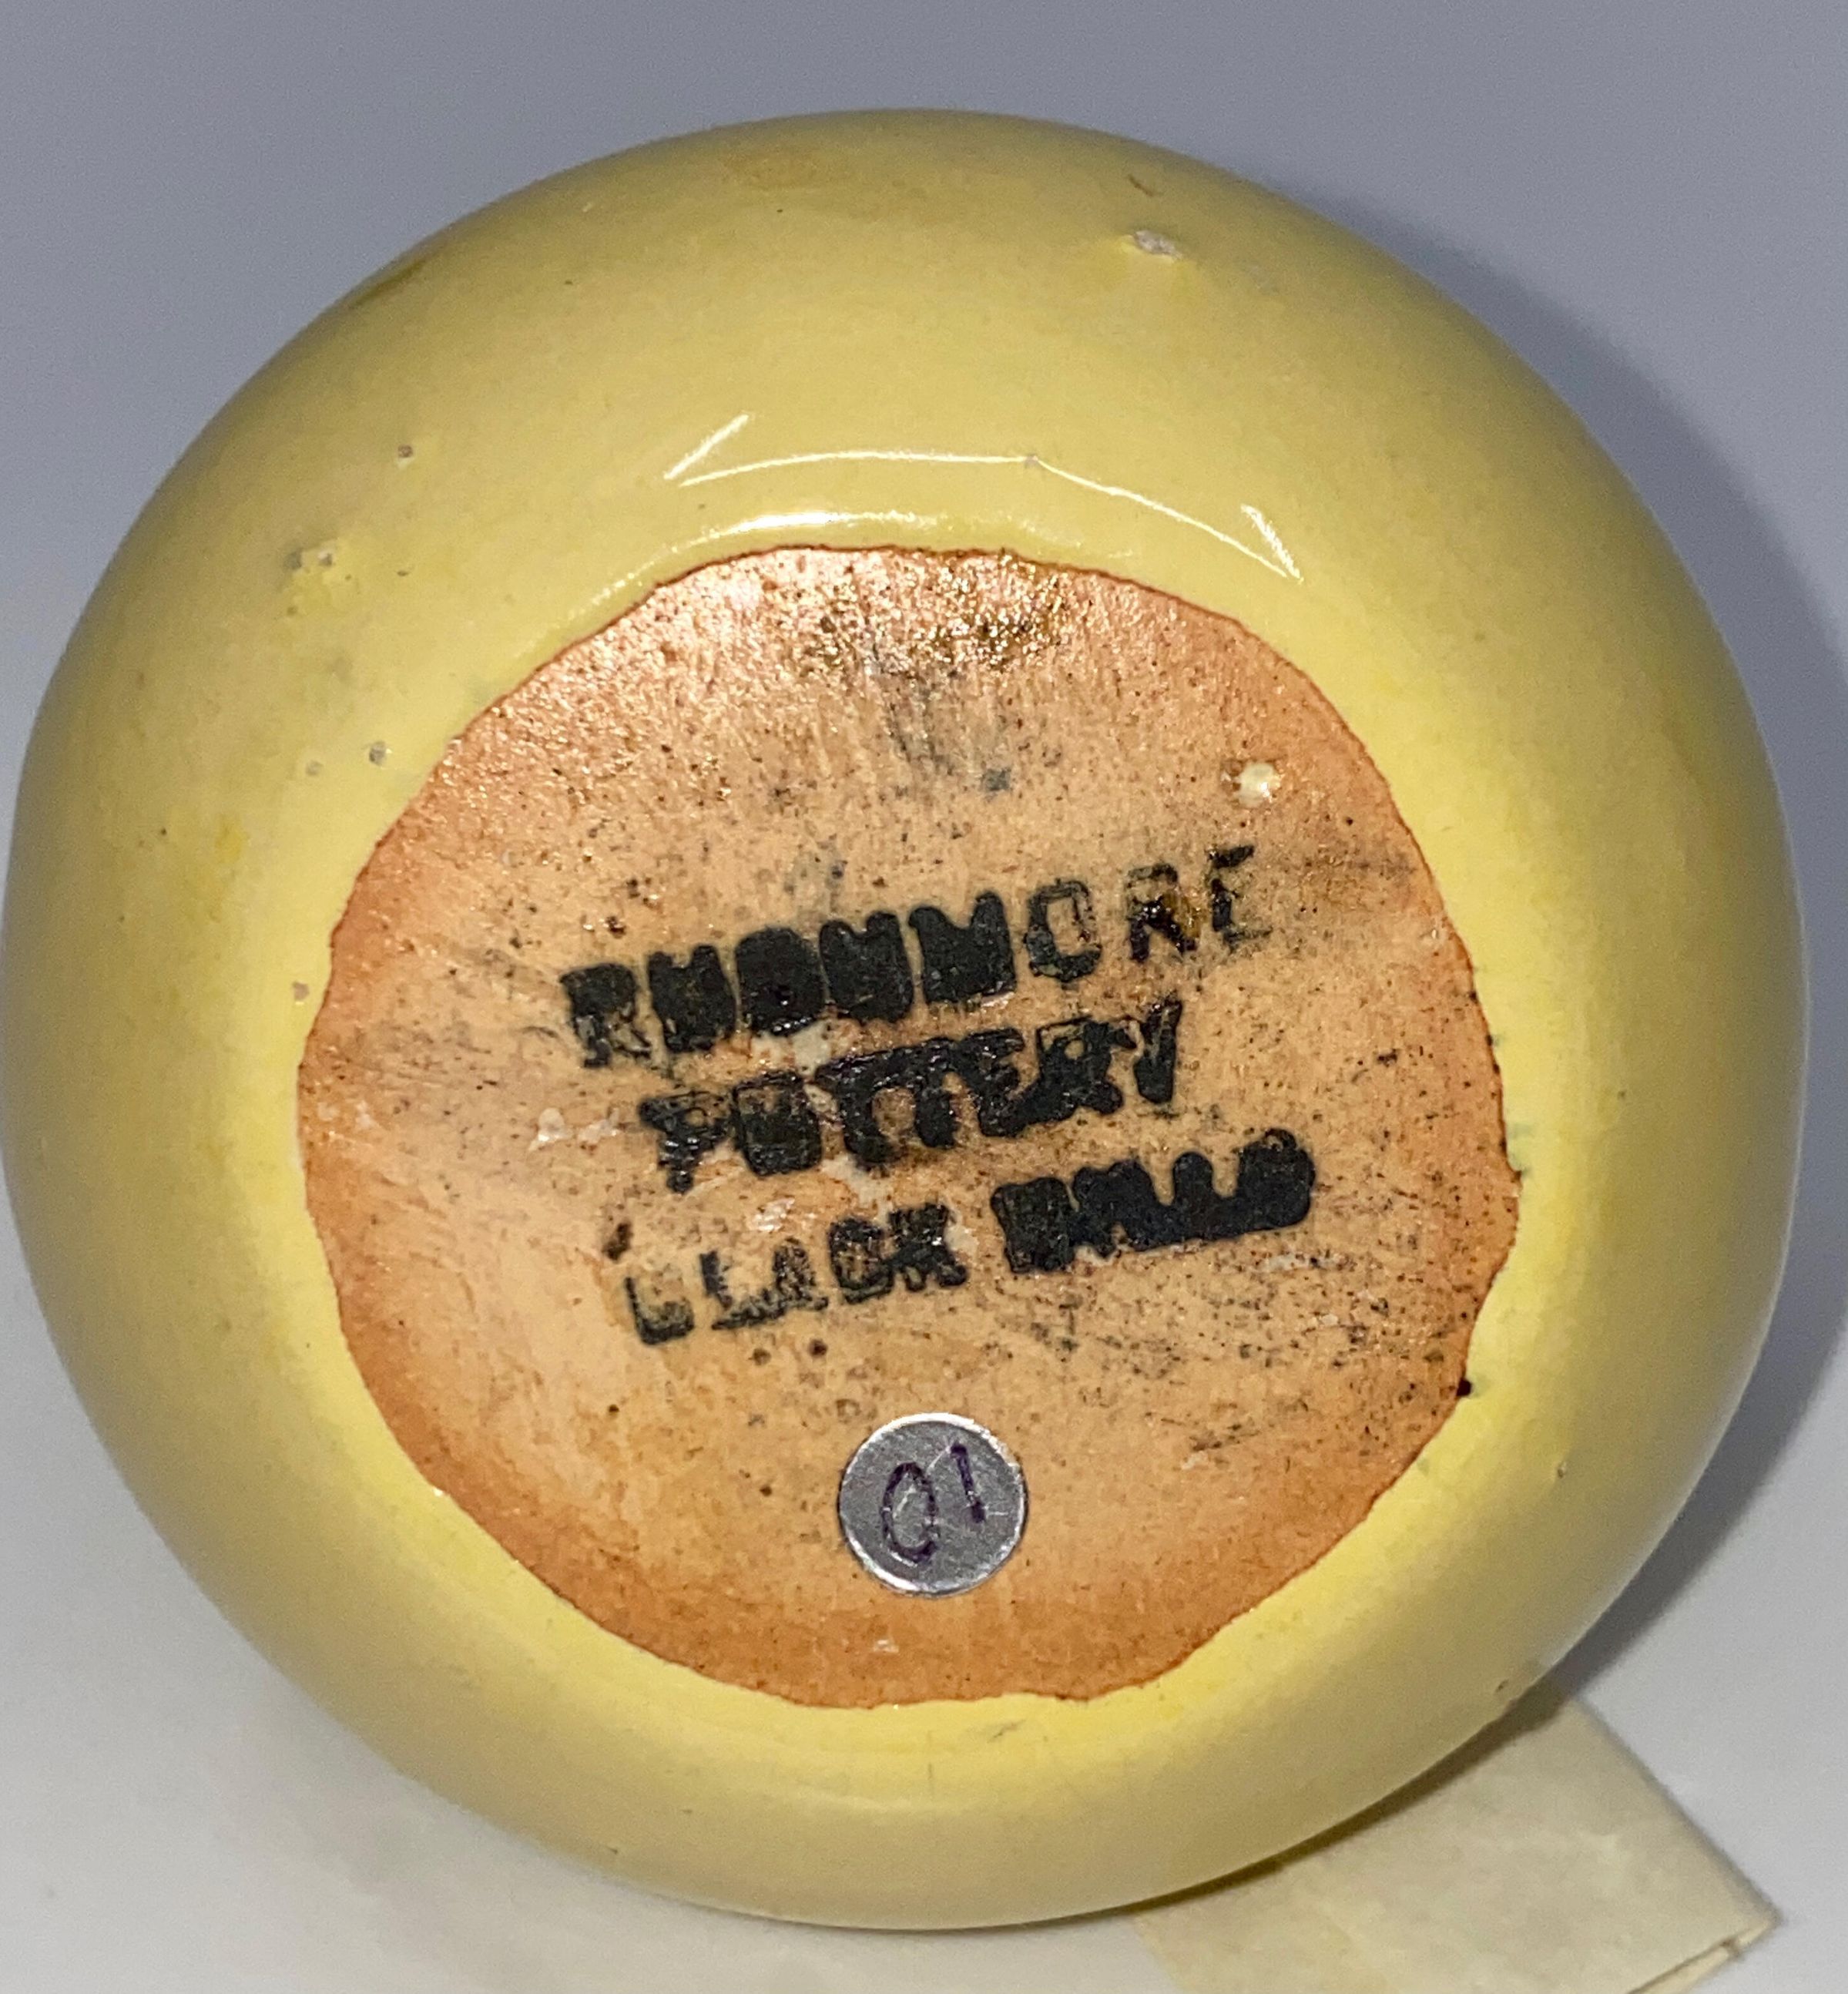 RUSHMORE
POTTERY
BLACK HILLS
01